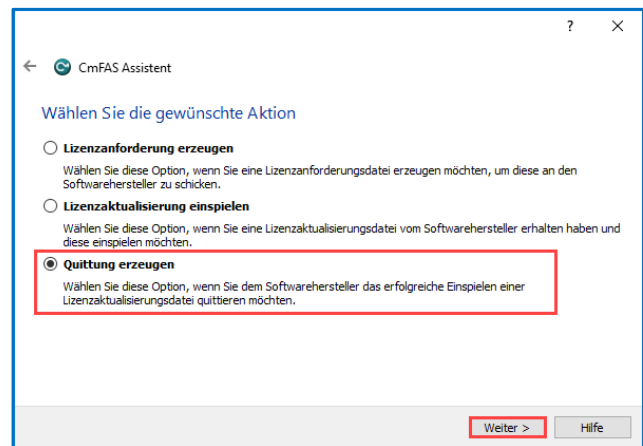 ?
CmFAS Assistent
Wählen Sie die gewünschte Aktion
Lizenzanforderung erzeugen
Wählen Sie diese Option, wenn Sie eine Lizenzanforderungsdatei erzeugen möchten, um diese an den
Softwarehersteller zu schicken.
Lizenzaktualisierung einspielen
Wählen Sie diese Option, wenn Sie eine Lizenzaktualisierungsdatei vom Softwarehersteller erhalten haben und
diese einspielen möchten.
Quittung erzeugen
Wählen Sie diese Option, wenn Sie dem Softwarehersteller das erfolgreiche Einspielen einer
Lizenzaktualisierungsdatei quittieren möchten.
Weiter > Hilfe